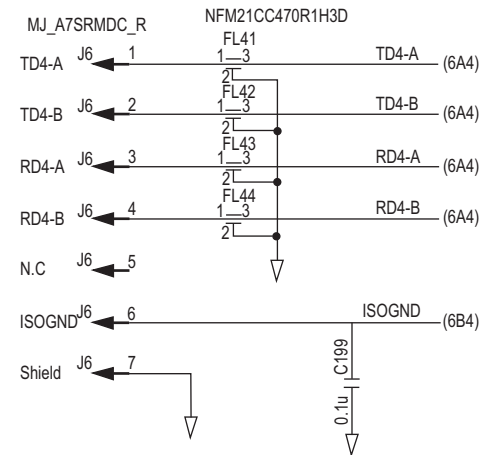 MJ_A7SRMDC_R NFM21CC470R1H3D
FL41
TD4-A J6 1 1 3 TD4-A (6A4)
2
FL42
TD4-B J6 2 1 3 TD4-B (6A4)
2
FL43
RD4-A J6 3 1 3 RD4-A (6A4)
2
FL44
RD4-B J6 4 1 3 RD4-B (6A4)
2
N.C J6 5
ISOGND J6 6 ISOGND (6B4)
C199
0.1u
Shield J6 7